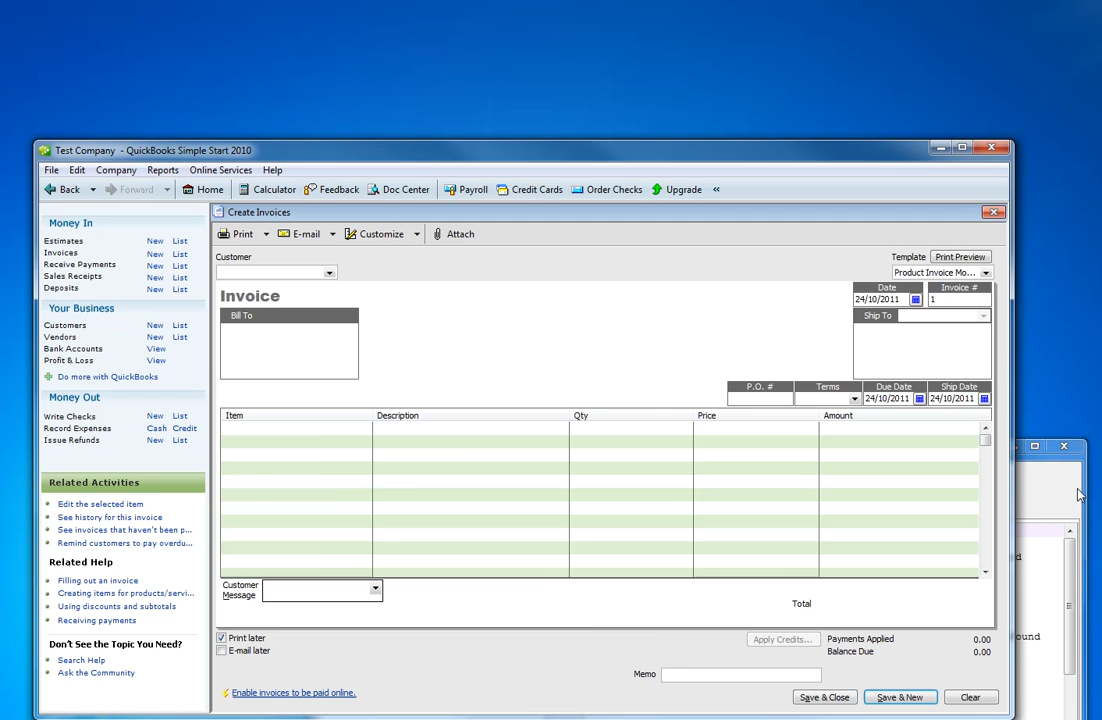 Test Company - QuickBooks Simple Start 2010
File Edit Company Reports Online Services Help
Back Forward Home Calculator Feedback Doc Center Payroll Credit Cards Order Checks Upgrade «
Money In
Estimates New List
Invoices New List
Receive Payments New List
Sales Receipts New List
Deposits New List
Your Business
Customers New List
Vendors New List
Bank Accounts View
Profit & Loss View
Do more with QuickBooks
Money Out
Write Checks New List
Record Expenses Cash Credit
Issue Refunds New List
Related Activities
Edit the selected item
See history for this invoice
See invoices that haven't been p...
Remind customers to pay overdu...
Related Help
Filling out an invoice
Creating items for products/servi...
Using discounts and subtotals
Receiving payments
Don't See the Topic You Need?
Search Help
Ask the Community
Create Invoices
Print E-mail Customize Attach
Customer Template Print Preview
Product Invoice Mo...
Invoice
Date Invoice #
24/10/2011 1
Bill To Ship To
P.O. # Terms Due Date Ship Date
24/10/2011 24/10/2011
Item Description Qty Price Amount
Customer Message
Total
Print later
E-mail later
Apply Credits... Payments Applied 0.00
Balance Due 0.00
Memo
Enable invoices to be paid online.
Save & Close Save & New Clear